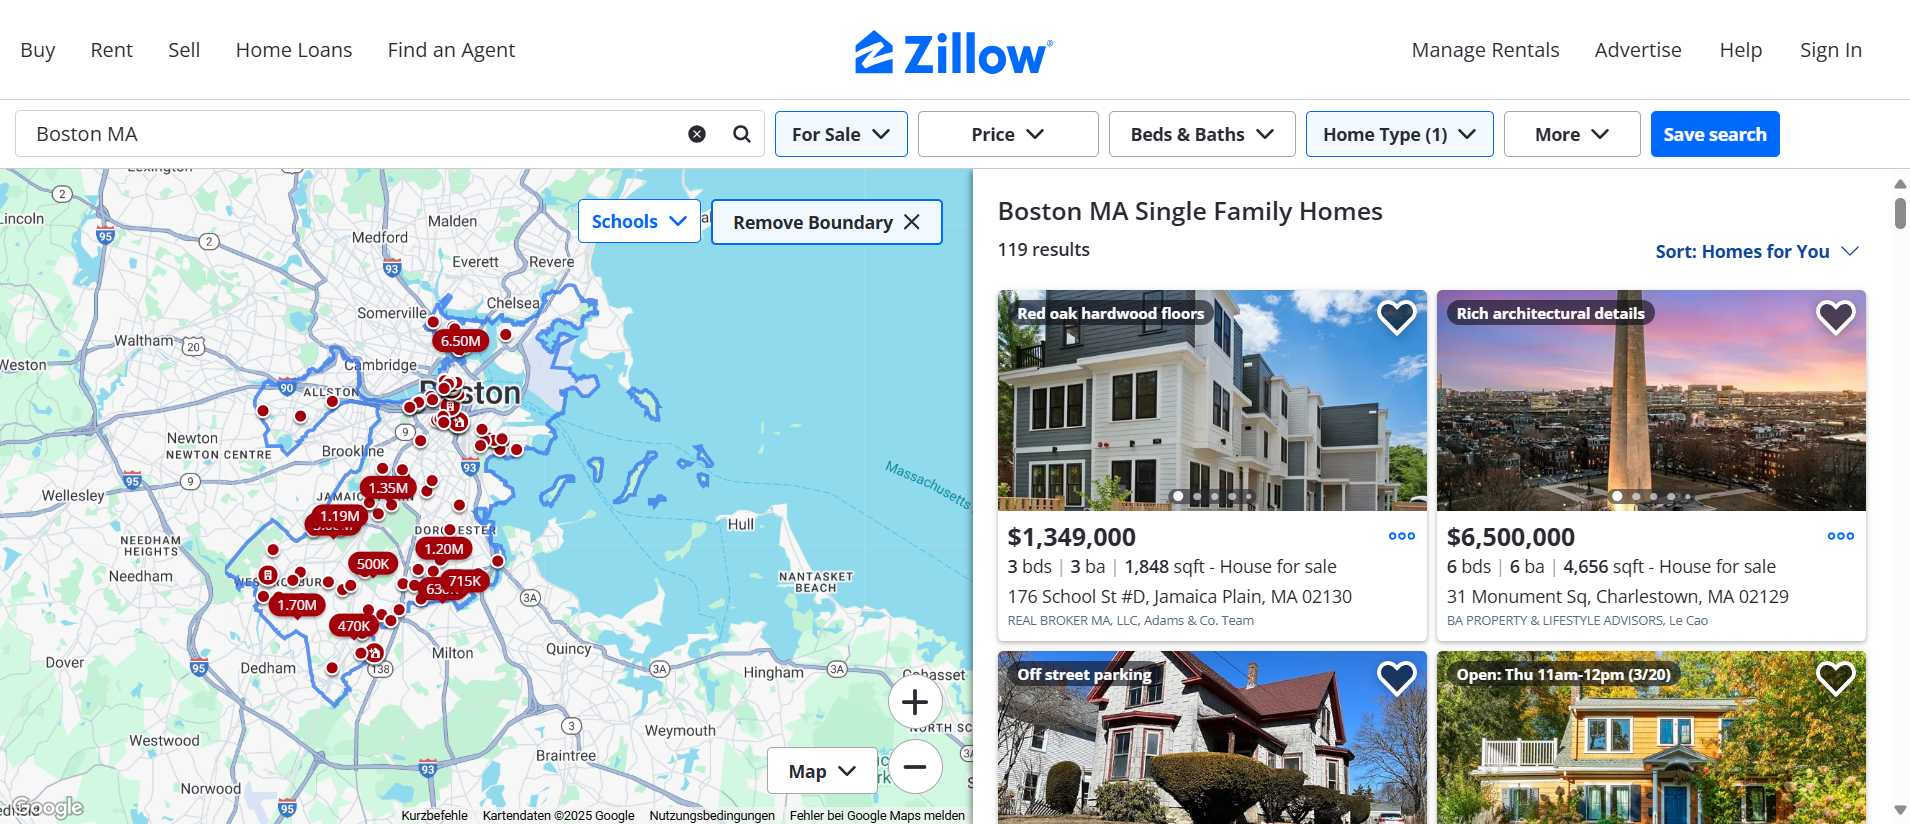 Buy
Rent
Sell
Home Loans
Find an Agent
Zillow®
Manage Rentals
Advertise
Help
Sign In
Boston MA
For Sale
Price
Beds & Baths
Home Type (1)
More
Save search
Schools
Remove Boundary
Lexington
2
Lincoln
95
2
Malden
Medford
93
Everett
Revere
Chelsea
Somerville
6.50M
Waltham
20
Weston
Cambridge
90
ALLSTON
Newton
NEWTON CENTRE
9
Brookline
93
95
9
Wellesley
1.35M
1.19M
Massachusetts
Hull
NEEDHAM
HEIGHTS
DORCHESTER
1.20M
500K
715K
Needham
1.70M
470K
3A
NANTASKET
BEACH
Dover
95
Dedham
138
Milton
Quincy
3A
Hingham
3A
Cohasset
Westwood
93
3
Braintree
Weymouth
Norwood
95
Map
Google
Kurzbefehle
Kartendaten ©2025 Google
Nutzungsbedingungen
Fehler bei Google Maps melden
Boston MA Single Family Homes
119 results
Sort: Homes for You
Red oak hardwood floors
$1,349,000
3 bds | 3 ba | 1,848 sqft - House for sale
176 School St #D, Jamaica Plain, MA 02130
REAL BROKER MA, LLC, Adams & Co. Team
Rich architectural details
$6,500,000
6 bds | 6 ba | 4,656 sqft - House for sale
31 Monument Sq, Charlestown, MA 02129
BA PROPERTY & LIFESTYLE ADVISORS, Le Cao
Off street parking
Open: Thu 11am-12pm (3/20)